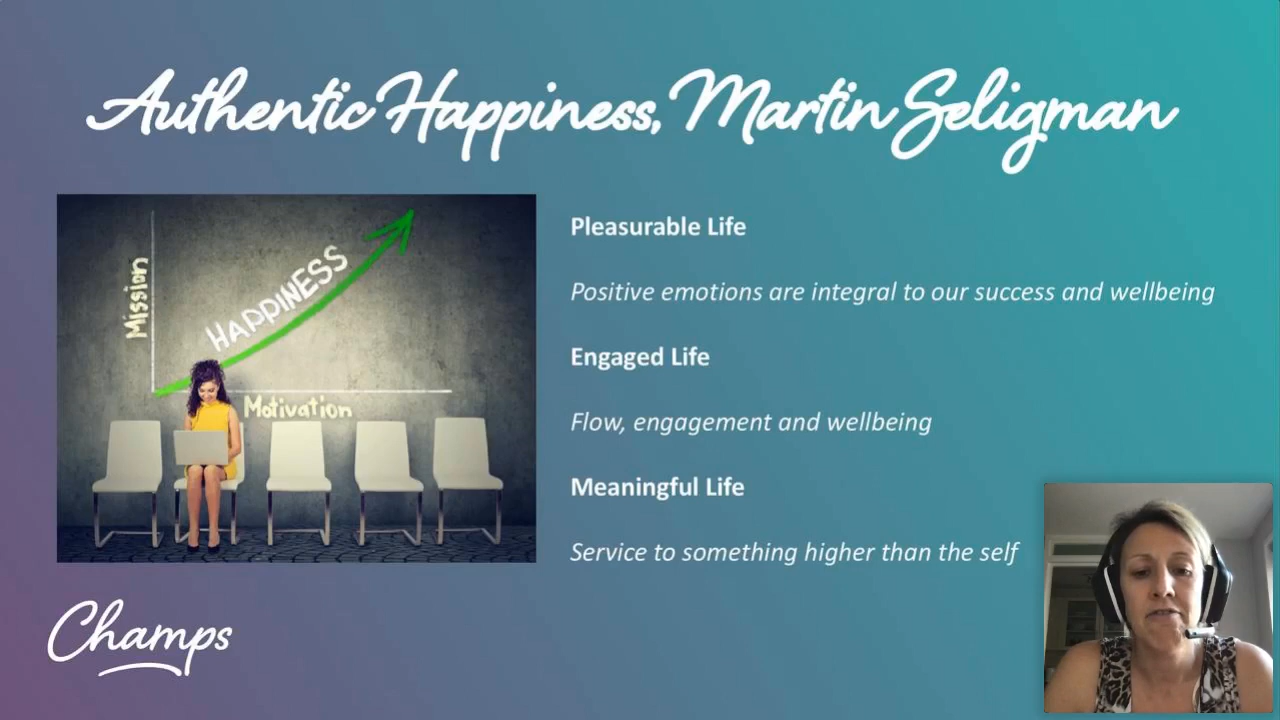 Authentic Happiness, Martin Seligman
Mission
HAPPINESS
Motivation
Pleasurable Life
Positive emotions are integral to our success and wellbeing
Engaged Life
Flow, engagement and wellbeing
Meaningful Life
Service to something higher than the self
Champs